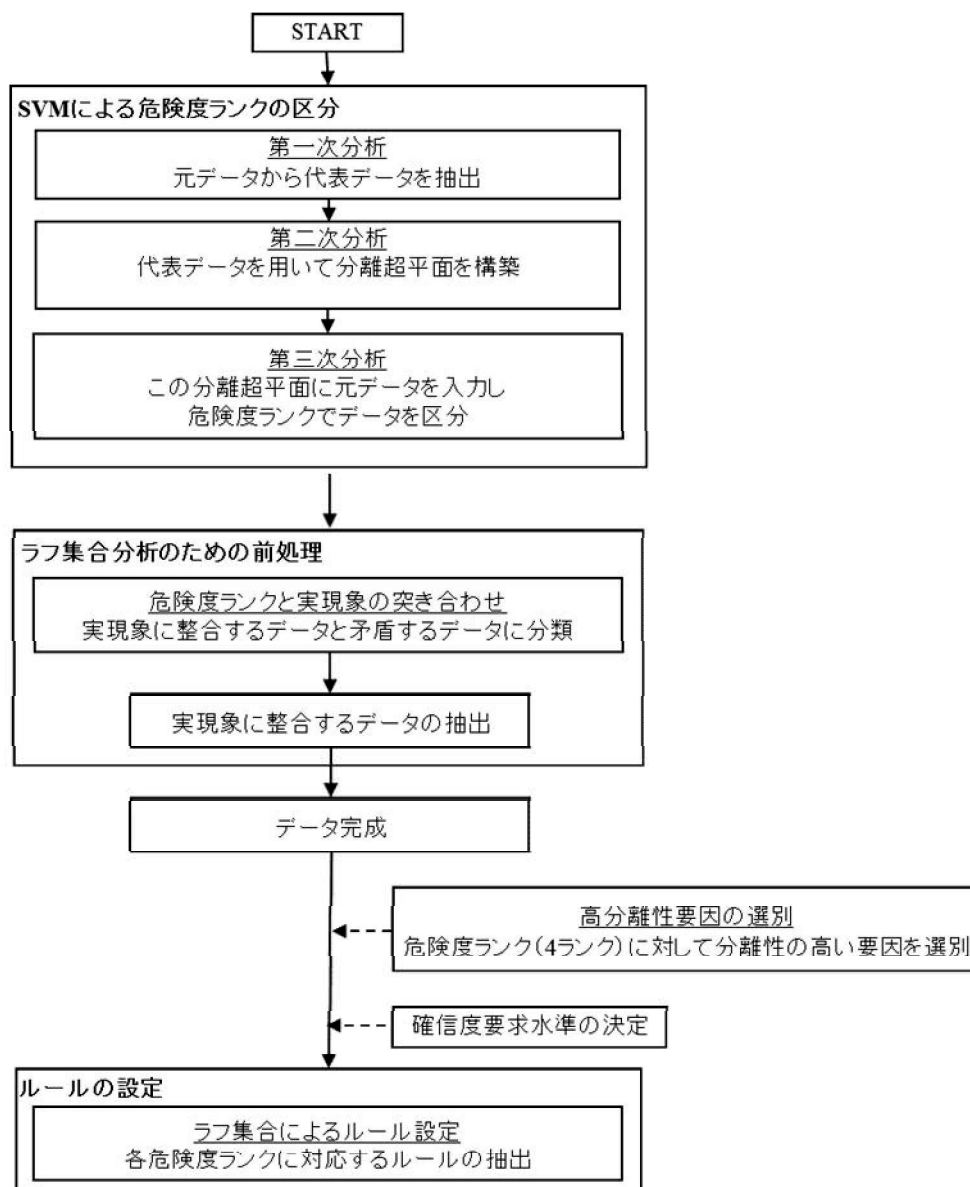 START
SVMによる危険度ランクの区分
第一次分析
元データから代表データを抽出
第二次分析
代表データを用いて分離超平面を構築
第三次分析
この分離超平面に元データを入力し
危険度ランクでデータを区分
ラフ集合分析のための前処理
危険度ランクと実現象の突き合わせ
実現象に整合するデータと矛盾するデータに分類
実現象に整合するデータの抽出
データ完成
高分離性要因の選別
危険度ランク(4ランク)に対して分離性の高い要因を選別
確信度要求水準の決定
ルールの設定
ラフ集合によるルール設定
各危険度ランクに対応するルールの抽出